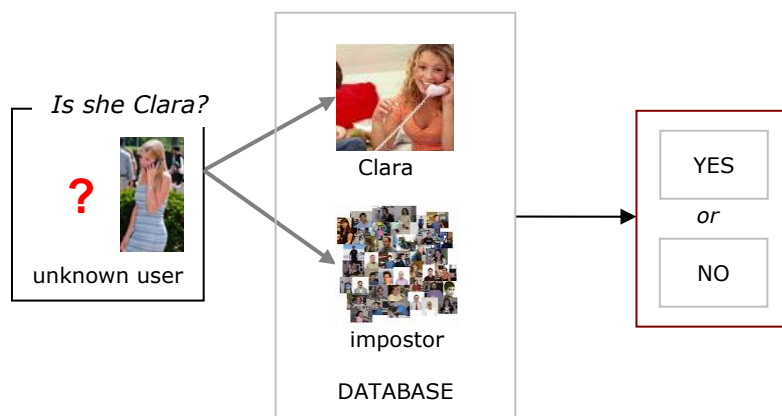 Is she Clara?
?
unknown user
Clara
impostor
DATABASE
YES
or
NO